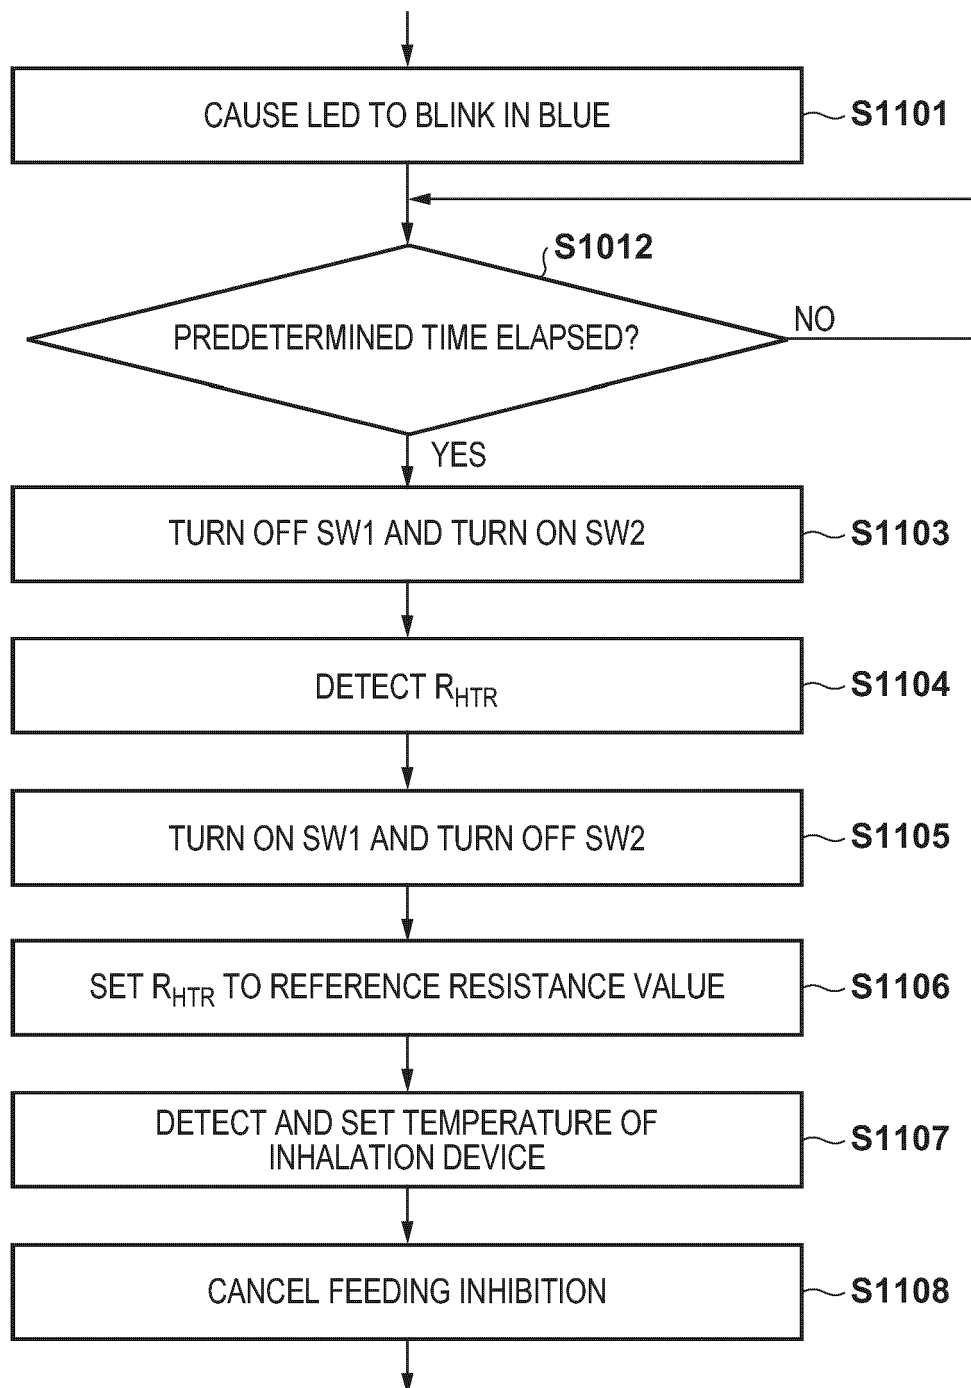 CAUSE LED TO BLINK IN BLUE
S1101
S1012
PREDETERMINED TIME ELAPSED?
NO
YES
TURN OFF SW1 AND TURN ON SW2
S1103
DETECT RHTR
S1104
TURN ON SW1 AND TURN OFF SW2
S1105
SET RHTR TO REFERENCE RESISTANCE VALUE
S1106
DETECT AND SET TEMPERATURE OF
INHALATION DEVICE
S1107
CANCEL FEEDING INHIBITION
S1108